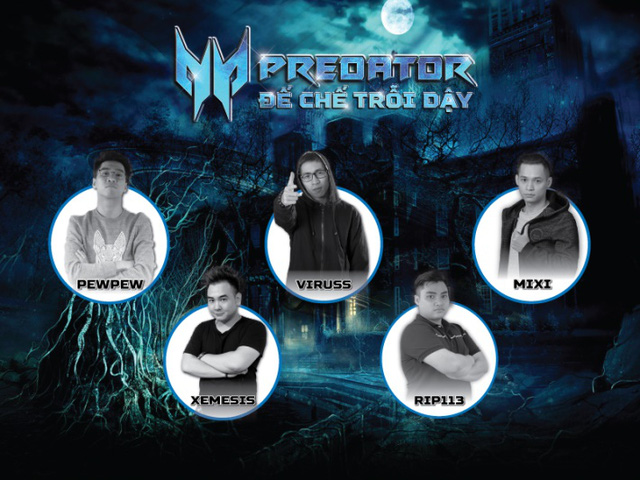 PREDATOR
ĐẾ CHẾ TRỖI DẬY
PEWPEW
VIRUSS
MIXI
XEMESIS
RIP113